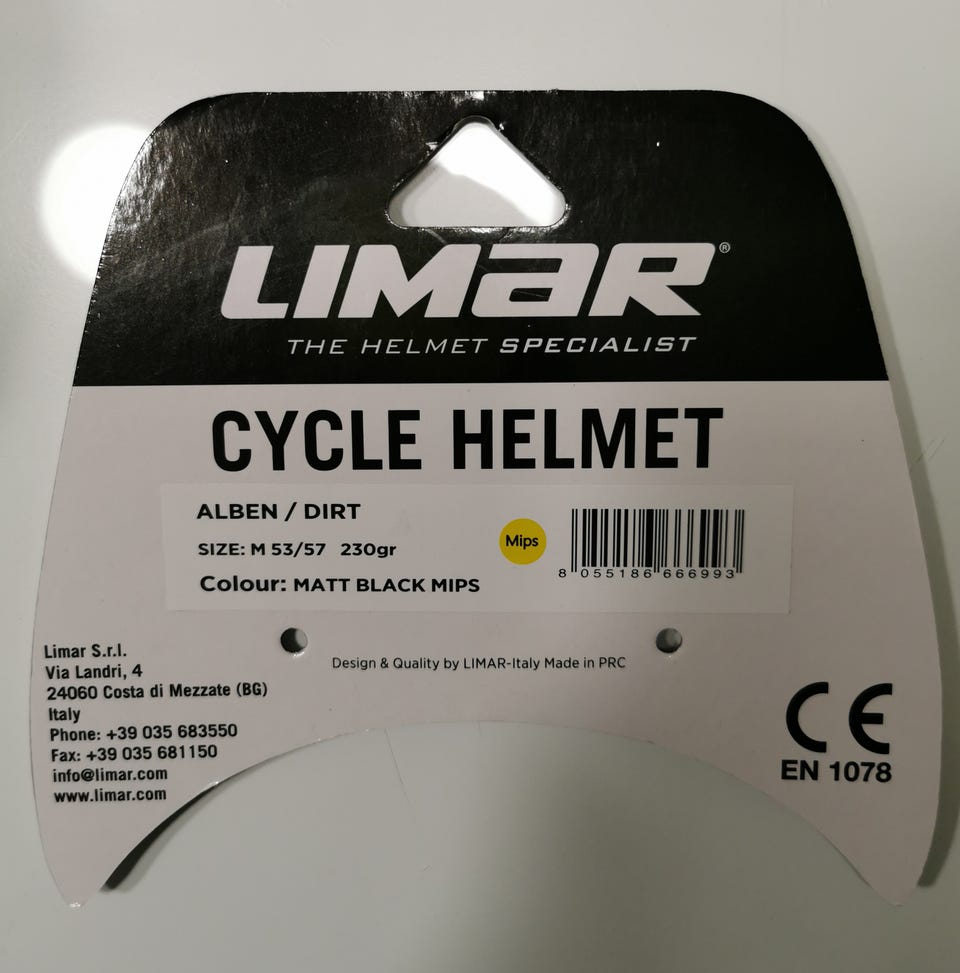 LIMAR®
THE HELMET SPECIALIST
CYCLE HELMET
ALBEN / DIRT
SIZE: M 53/57 230gr
Colour: MATT BLACK MIPS
Mips
8 055186 666993
Design & Quality by LIMAR-Italy Made in PRC
Limar S.r.l.
Via Landri, 4
24060 Costa di Mezzate (BG)
Italy
Phone: +39 035 683550
Fax: +39 035 681150
info@limar.com
www.limar.com
CE
EN 1078